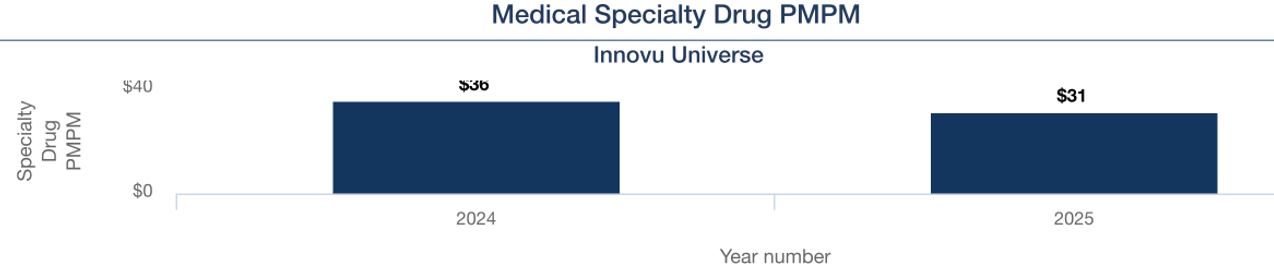 Medical Specialty Drug PMPM
Innovu Universe
Specialty
Drug
PMPM
$40
$0
$36
$31
2024
2025
Year number